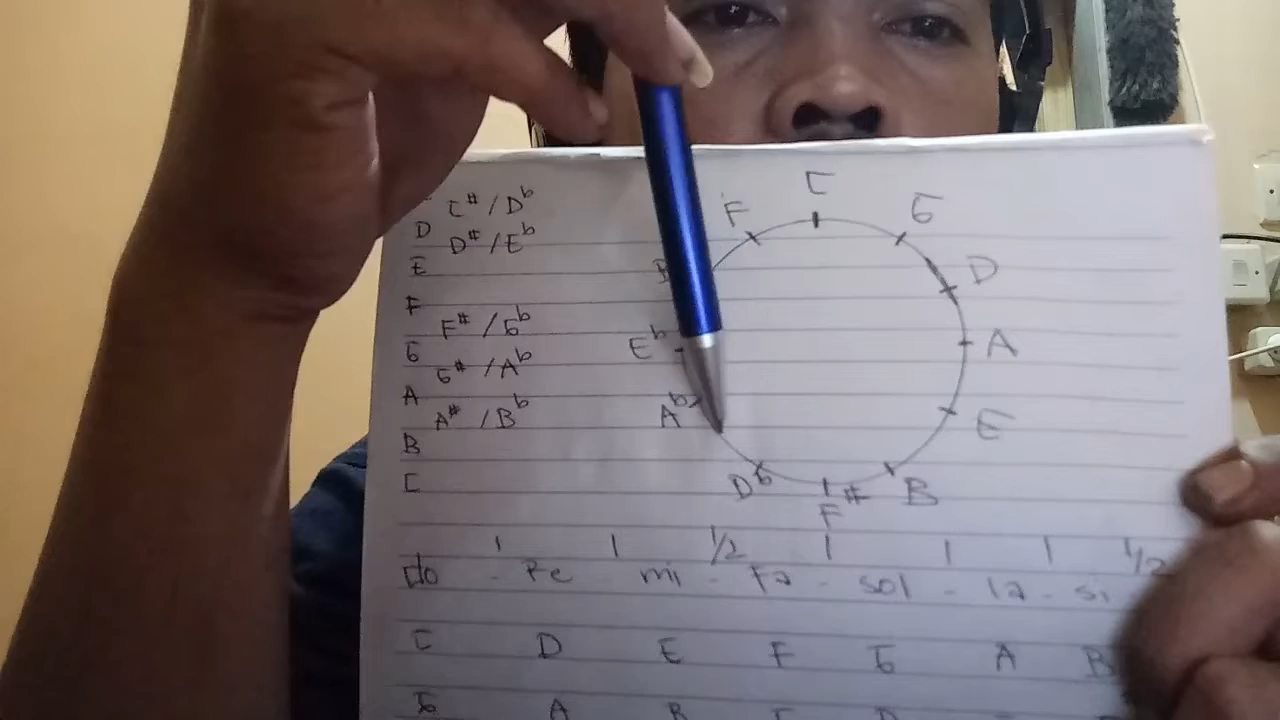 C# / Db
D
D# / Eb
E
F
F# / Gb
G
G# / Ab
A
A# / Bb
B
C
C
F G
B D
Eb A
Ab E
Db B
F#
1 1 1/2 1 1 1 1/2
do - re - mi - fa - sol - la - si
C D E F G A B
G A B C D